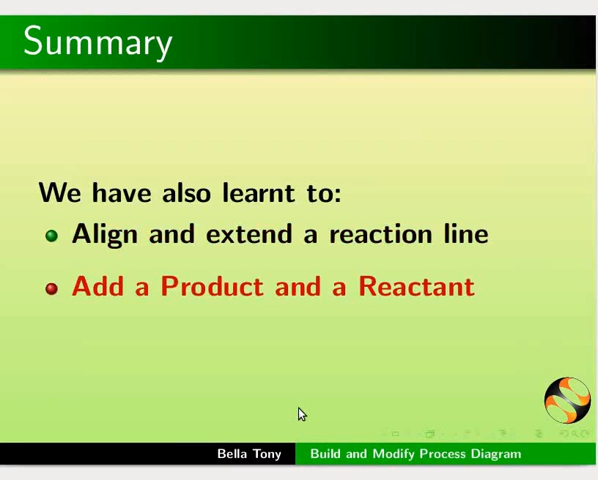 Summary
We have also learnt to:
Align and extend a reaction line
Add a Product and a Reactant
Bella Tony
Build and Modify Process Diagram